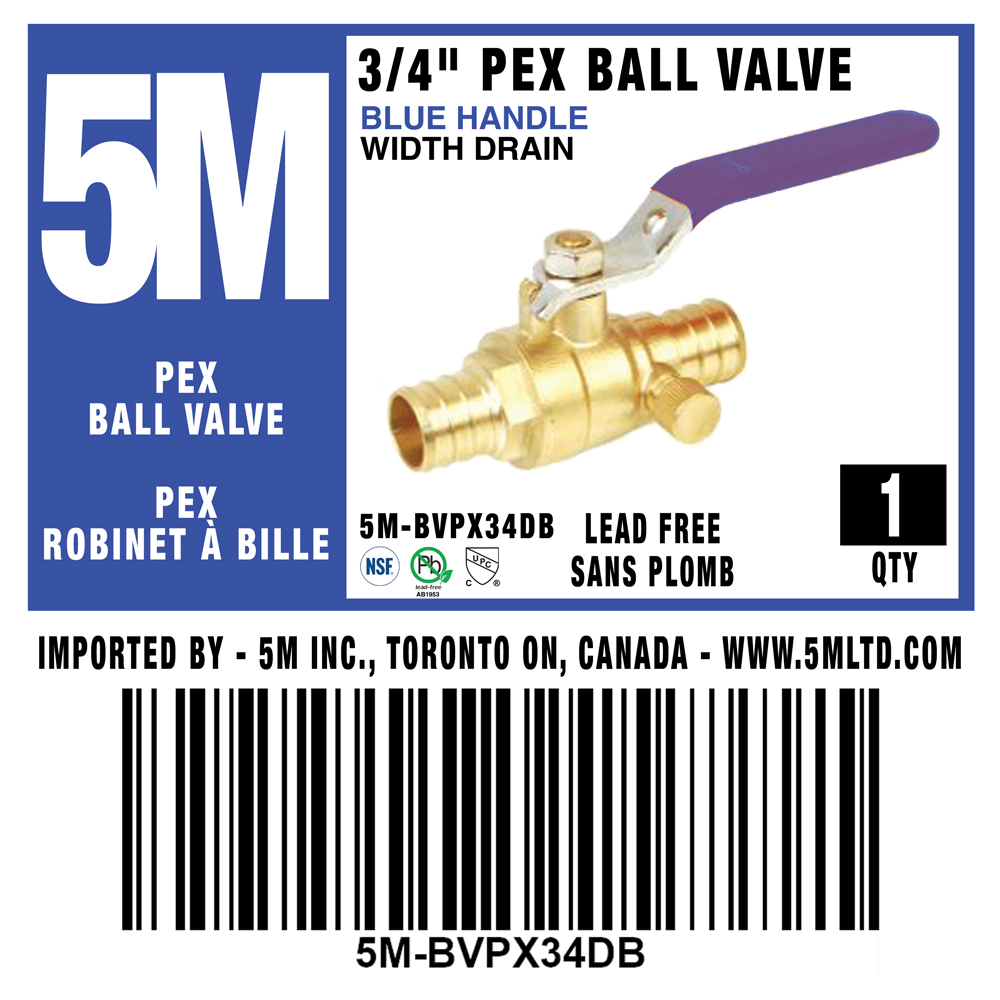 5M
PEX
BALL VALVE
PEX
ROBINET À BILLE
3/4" PEX BALL VALVE
BLUE HANDLE
WIDTH DRAIN
5M-BVPX34DB
NSF.
Pb
lead-free
AB1953
UPC
C ®
LEAD FREE
SANS PLOMB
1
QTY
IMPORTED BY - 5M INC., TORONTO ON, CANADA - WWW.5MLTD.COM
5M-BVPX34DB